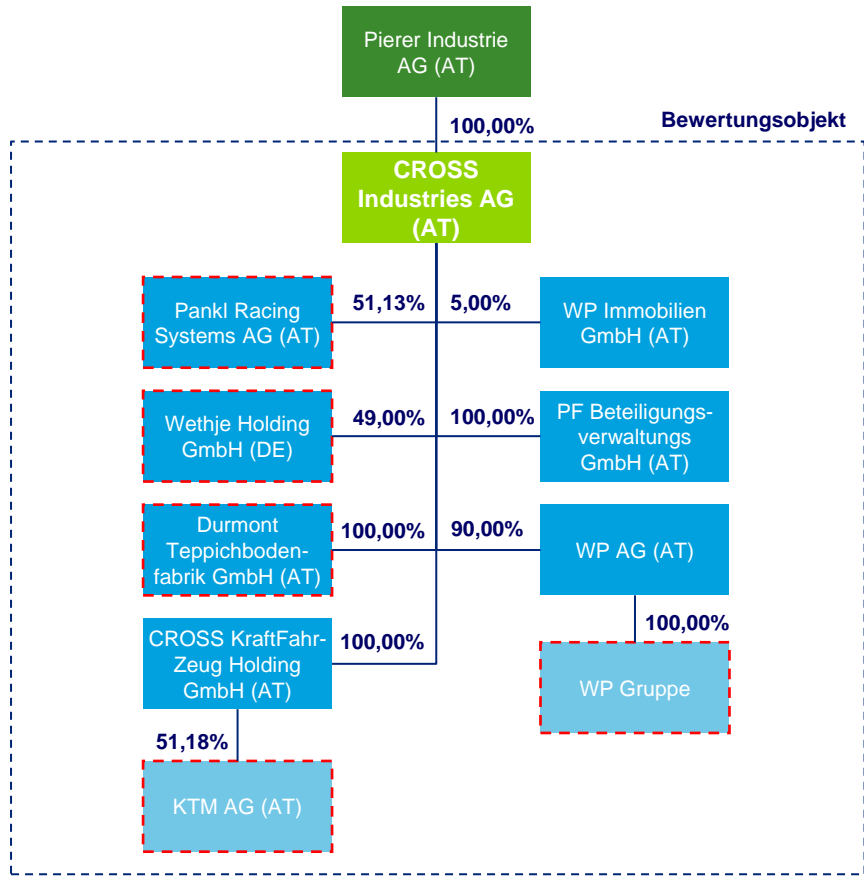 Pierer Industrie
AG (AT)
100,00%
Bewertungsobjekt
CROSS
Industries AG
(AT)
Pankl Racing
Systems AG (AT)
51,13%
5,00%
WP Immobilien
GmbH (AT)
Wethje Holding
GmbH (DE)
49,00%
100,00%
PF Beteiligungs-
verwaltungs
GmbH (AT)
Durmont
Teppichboden-
fabrik GmbH (AT)
100,00%
90,00%
WP AG (AT)
CROSS KraftFahr-
Zeug Holding
GmbH (AT)
100,00%
100,00%
WP Gruppe
51,18%
KTM AG (AT)